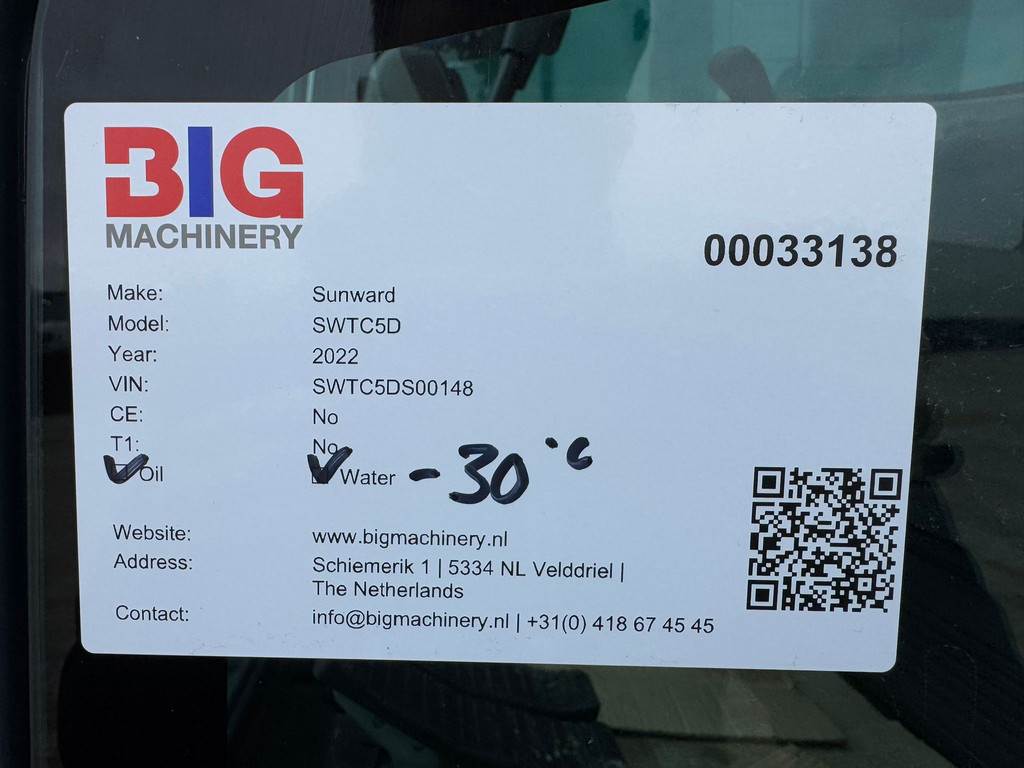 BIG
MACHINERY
00033138
Make: Sunward
Model: SWTC5D
Year: 2022
VIN: SWTC5DS00148
CE: No
T1: No
Oil Water -30°C
Website: www.bigmachinery.nl
Address: Schiemerik 1 | 5334 NL Velddriel |
The Netherlands
Contact: info@bigmachinery.nl | +31(0) 418 67 45 45